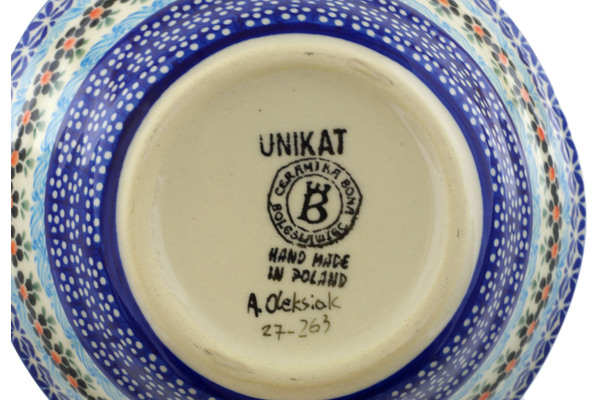 UNIKAT
CERAMIKA BONA
BOLESŁAWIEC
B
HAND MADE
IN POLAND
A. Oleksiak
27-263